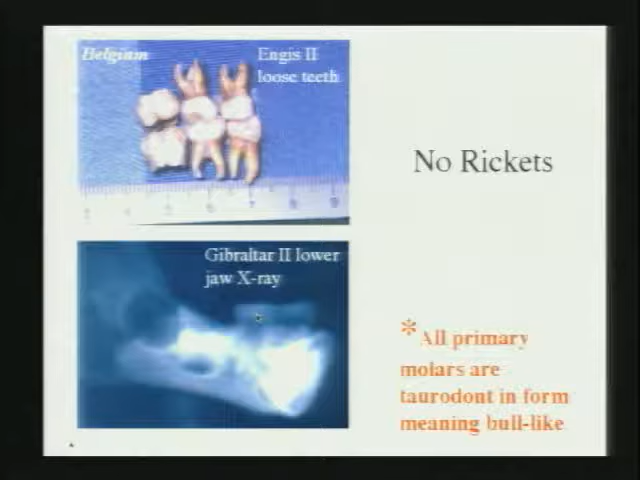 Belgium
Engis II
loose teeth
No Rickets
Gibraltar II lower
jaw X-ray
*All primary
molars are
taurodont in form
meaning bull-like